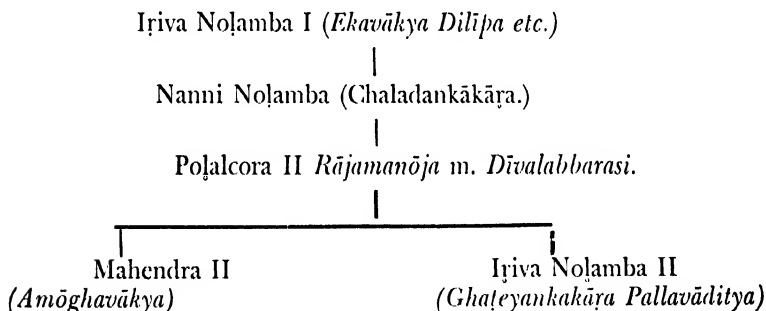 Iṛiva Noḷamba I (Ekavākya Dilīpa etc.)
Nanni Noḷamba (Chaladankākāṛa.)
Poḷalcora II Rājamanōja m. Dīvalabbarasi.
Mahendra II Iṛiva Noḷamba II
(Amōghavākya) (Ghaṭeyankakāṛa Pallavāditya)